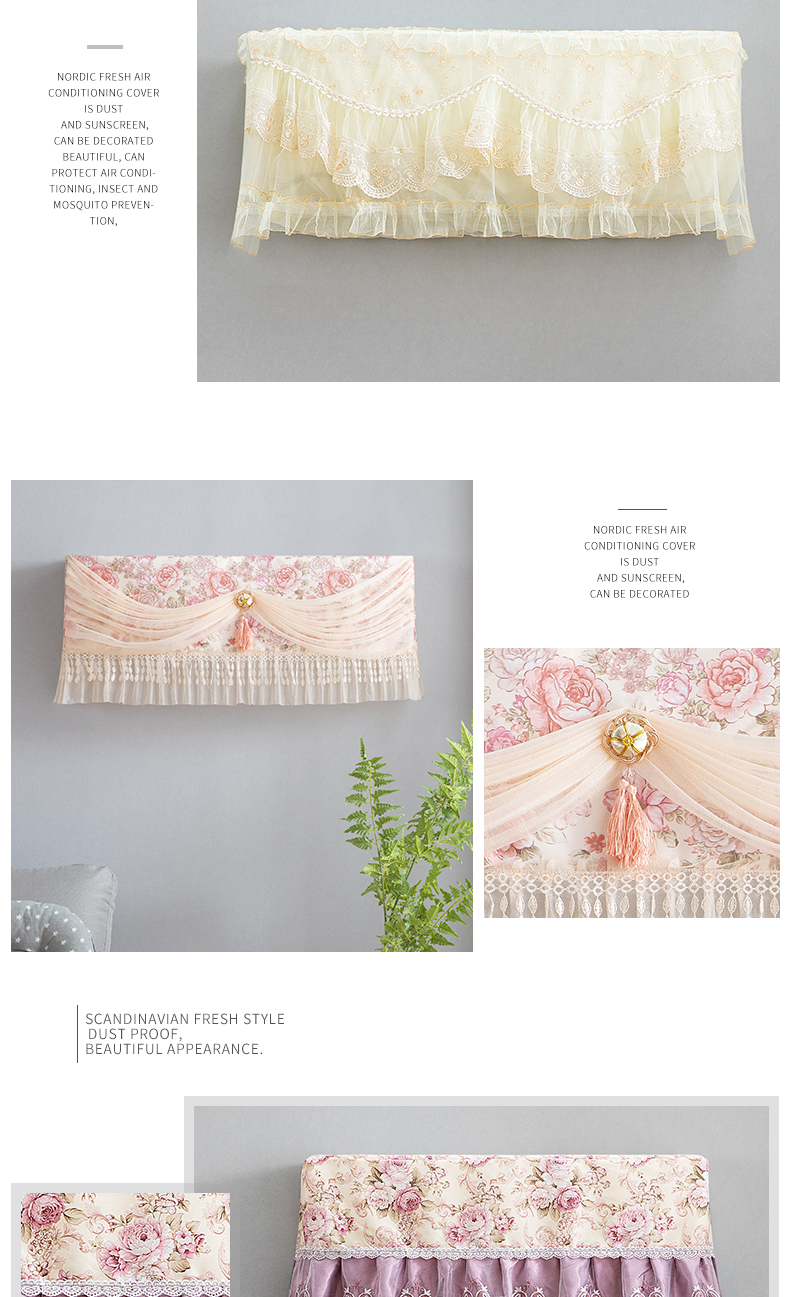 NORDIC FRESH AIR
CONDITIONING COVER
IS DUST
AND SUNSCREEN,
CAN BE DECORATED
BEAUTIFUL, CAN
PROTECT AIR CONDI-
TIONING, INSECT AND
MOSQUITO PREVEN-
TION,
NORDIC FRESH AIR
CONDITIONING COVER
IS DUST
AND SUNSCREEN,
CAN BE DECORATED
SCANDINAVIAN FRESH STYLE
DUST PROOF,
BEAUTIFUL APPEARANCE.